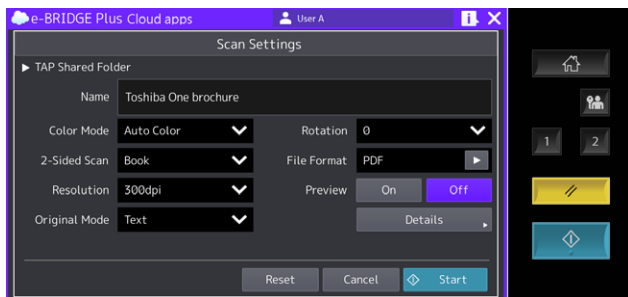 e-BRIDGE Plus Cloud apps User A i
Scan Settings
TAP Shared Folder
Name Toshiba One brochure
Color Mode Auto Color Rotation 0
2-Sided Scan Book File Format PDF
1 2
Resolution 300dpi Preview On Off
Original Mode Text Details
Reset Cancel Start